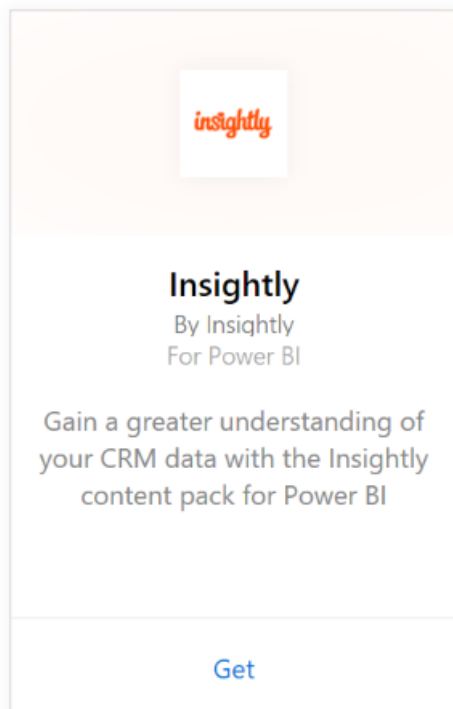 insightly
Insightly
By Insightly
For Power BI
Gain a greater understanding of
your CRM data with the Insightly
content pack for Power BI
Get